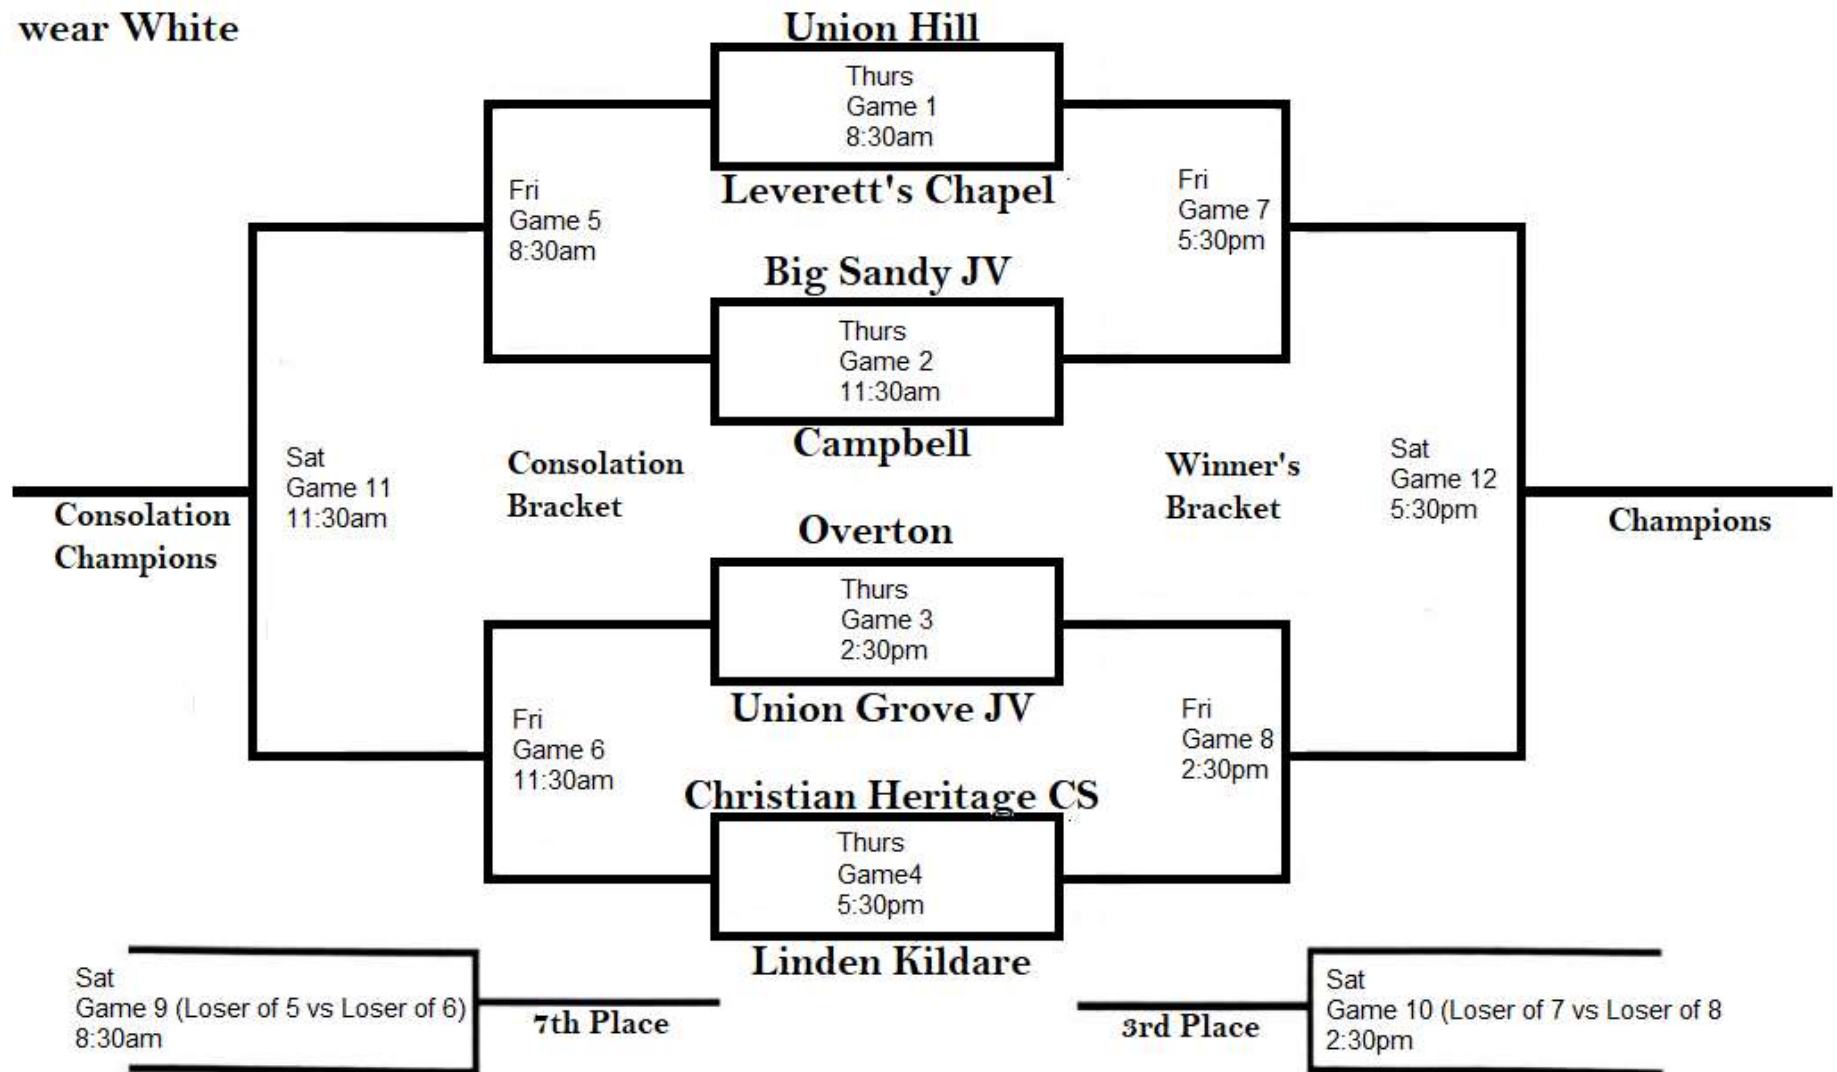 wear White
Union Hill
Thurs
Game 1
8:30am
Leverett's Chapel
Fri
Game 5
8:30am
Fri
Game 7
5:30pm
Big Sandy JV
Thurs
Game 2
11:30am
Campbell
Sat
Game 11
11:30am
Consolation
Bracket
Winner's
Bracket
Sat
Game 12
5:30pm
Consolation
Champions
Champions
Overton
Thurs
Game 3
2:30pm
Union Grove JV
Fri
Game 6
11:30am
Fri
Game 8
2:30pm
Christian Heritage CS
Thurs
Game4
5:30pm
Linden Kildare
Sat
Game 9 (Loser of 5 vs Loser of 6)
8:30am
7th Place
3rd Place
Sat
Game 10 (Loser of 7 vs Loser of 8
2:30pm